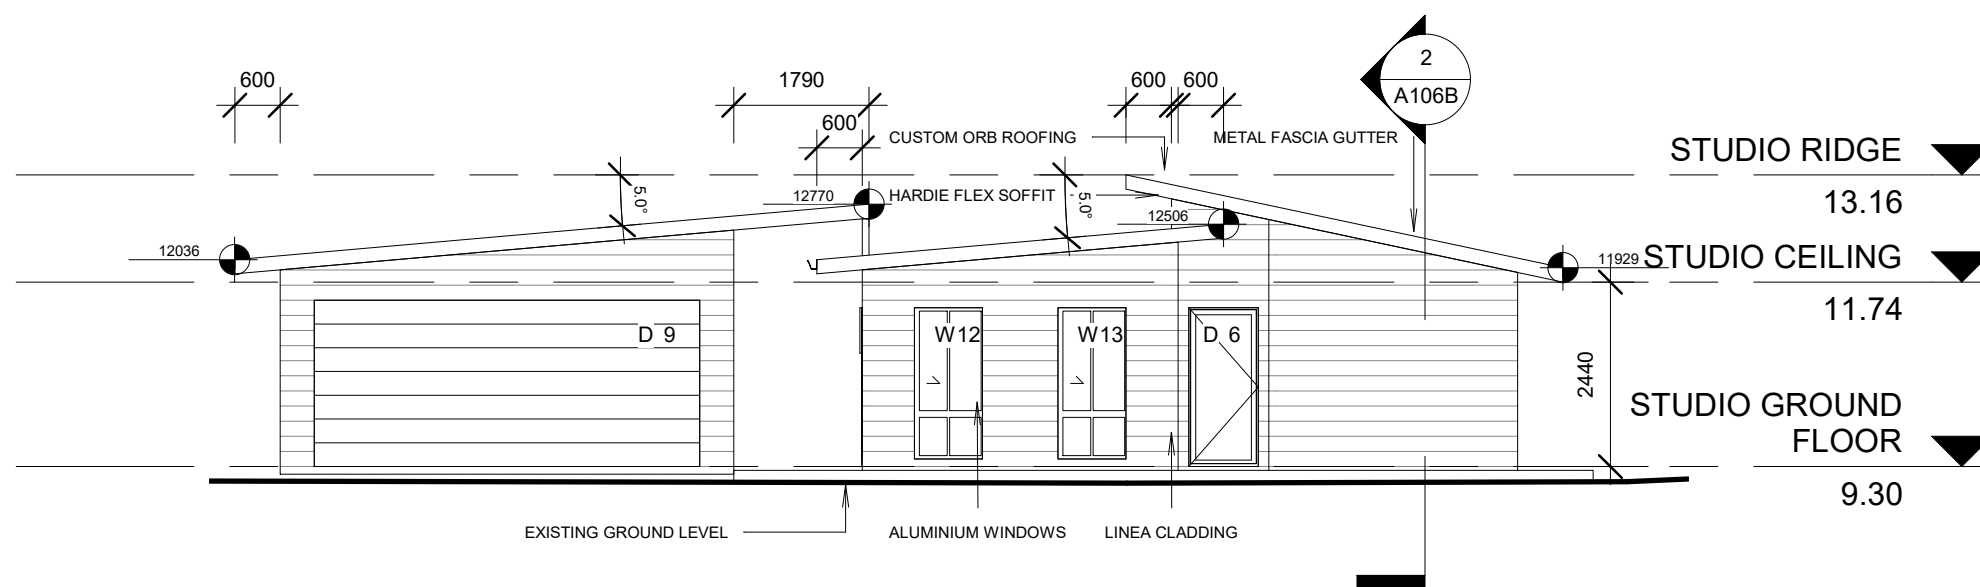 2
A106B
600
1790
600
600
600
CUSTOM ORB ROOFING
METAL FASCIA GUTTER
STUDIO RIDGE
13.16
5.0°
12770
HARDIE FLEX SOFFIT
5.0°
12506
12036
11929
STUDIO CEILING
11.74
D 9
W12
W13
D 6
1
1
2440
STUDIO GROUND
FLOOR
9.30
EXISTING GROUND LEVEL
ALUMINIUM WINDOWS
LINEA CLADDING